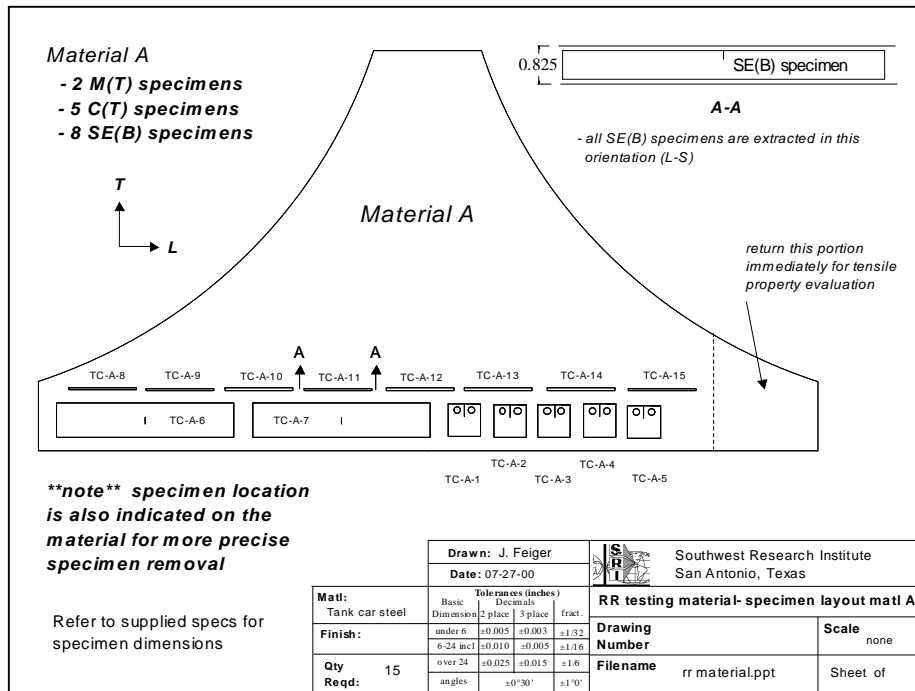 Material A
- 2 M(T) specimens
- 5 C(T) specimens
- 8 SE(B) specimens
0.825
SE(B) specimen
A-A
- all SE(B) specimens are extracted in this
orientation (L-S)
T
L
Material A
return this portion
immediately for tensile
property evaluation
A
A
TC-A-8
TC-A-9
TC-A-10
TC-A-11
TC-A-12
TC-A-13
TC-A-14
TC-A-15
TC-A-6
TC-A-7
TC-A-1
TC-A-2
TC-A-3
TC-A-4
TC-A-5
**note** specimen location
is also indicated on the
material for more precise
specimen removal
Refer to supplied specs for
specimen dimensions
Drawn: J. Feiger
Date: 07-27-00
SRI
Southwest Research Institute
San Antonio, Texas
Matl:
Tank car steel
Finish:
Qty
Reqd: 15
Tolerances (inches)
Basic Decimals
Dimension 2 place 3 place fract.
under 6 ±0.005 ±0.003 ±1/32
6-24 incl ±0.010 ±0.005 ±1/16
over 24 ±0.025 ±0.015 ±1/6
angles ±0°30' ±1°0'
RR testing material- specimen layout matl A
Drawing
Number
Scale
none
Filename rr material.ppt
Sheet of